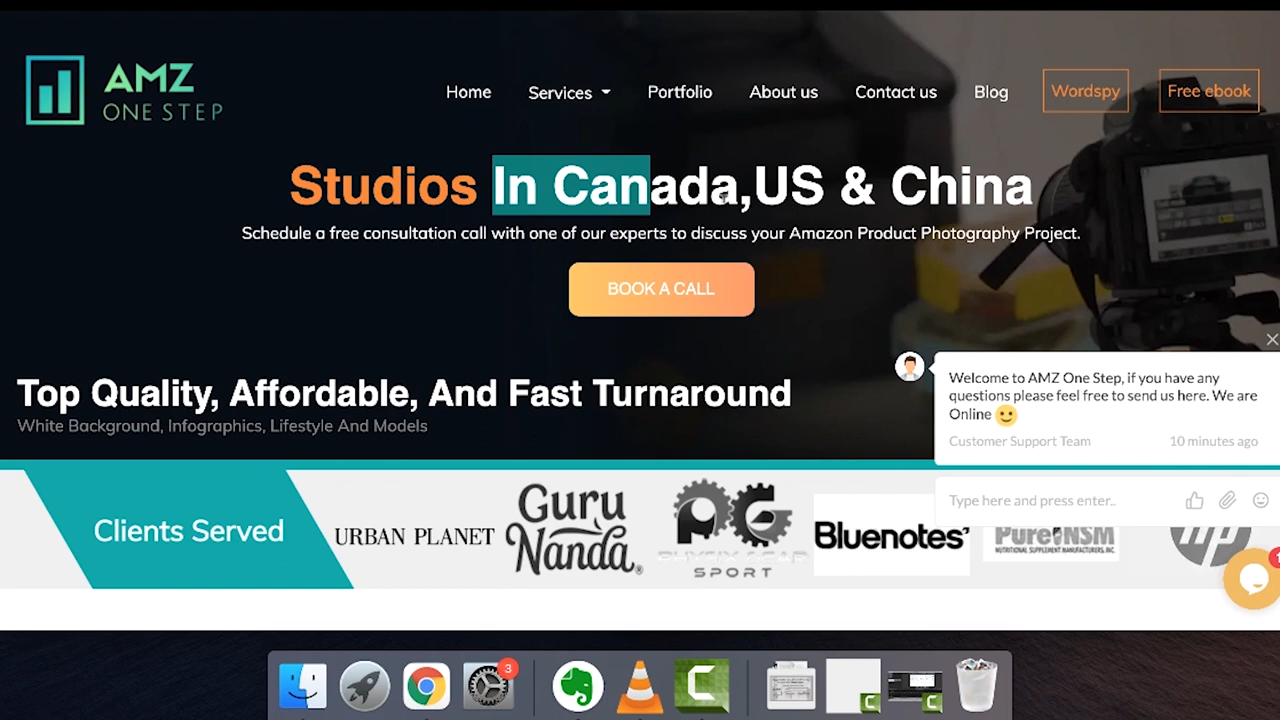 AMZ
ONE STEP
Home Services Portfolio About us Contact us Blog Wordspy Free ebook
Studios In Canada,US & China
Schedule a free consultation call with one of our experts to discuss your Amazon Product Photography Project.
BOOK A CALL
Top Quality, Affordable, And Fast Turnaround
White Background, Infographics, Lifestyle And Models
Welcome to AMZ One Step, if you have any
questions please feel free to send us here. We are
Online
Customer Support Team 10 minutes ago
Type here and press enter..
Clients Served
URBAN PLANET
Guru
Nanda®
PG
PHYSIX GEAR
SPORT
Bluenotes
PureNSM
NUTRITIONAL SUPPLEMENT MANUFACTURERS, INC.
hp
1
3